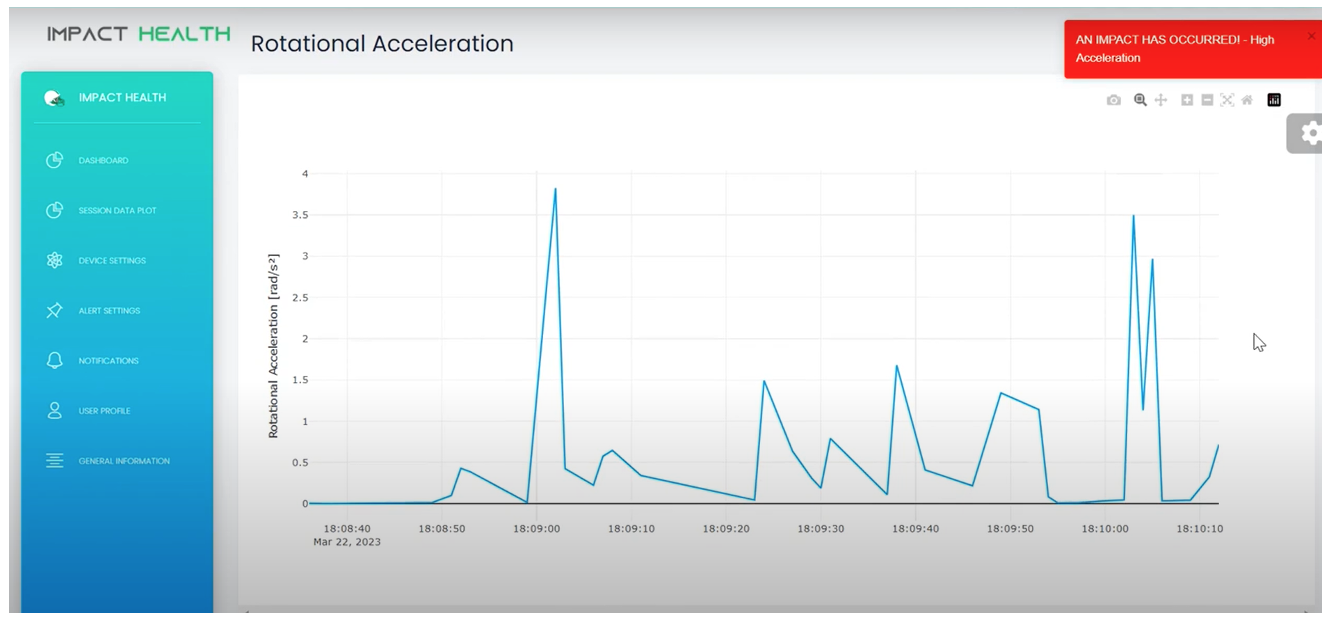 IMPACT HEALTH
Rotational Acceleration
AN IMPACT HAS OCCURRED! - High
Acceleration
×
IMPACT HEALTH
DASHBOARD
SESSION DATA PLOT
DEVICE SETTINGS
ALERT SETTINGS
NOTIFICATIONS
USER PROFILE
GENERAL INFORMATION
Rotational Acceleration [rad/s²]
4
3.5
3
2.5
2
1.5
1
0.5
0
18:08:40 18:08:50 18:09:00 18:09:10 18:09:20 18:09:30 18:09:40 18:09:50 18:10:00 18:10:10
Mar 22, 2023